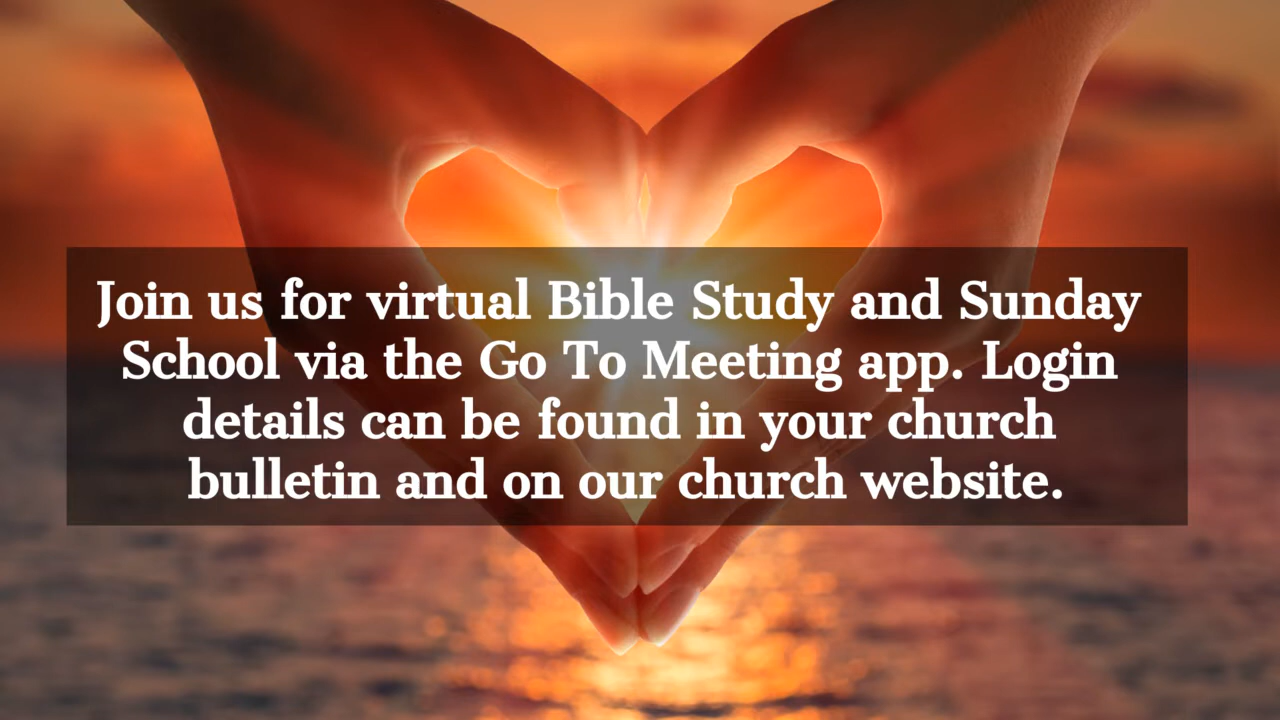 Join us for virtual Bible Study and Sunday
School via the Go To Meeting app. Login
details can be found in your church
bulletin and on our church website.